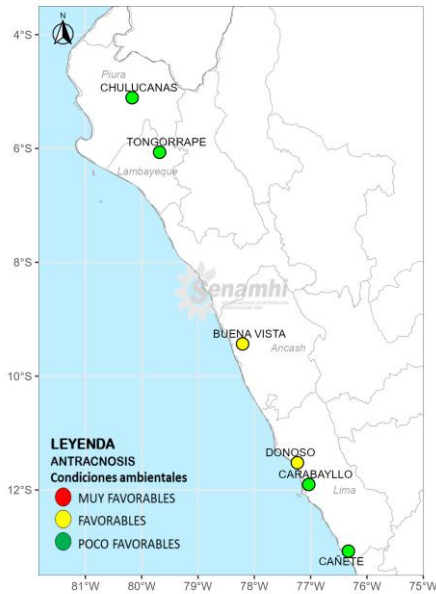 N
4°S
6°S
8°S
10°S
12°S
Piura
CHULUCANAS
TONGORRAPE
Lambayeque
Senamhi
BUENA VISTA
Ancash
DONOSO
CARABAYLLO
Lima
CAÑETE
LEYENDA
ANTRACNOSIS
Condiciones ambientales
MUY FAVORABLES
FAVORABLES
POCO FAVORABLES
81°W 80°W 79°W 78°W 77°W 76°W 75°W